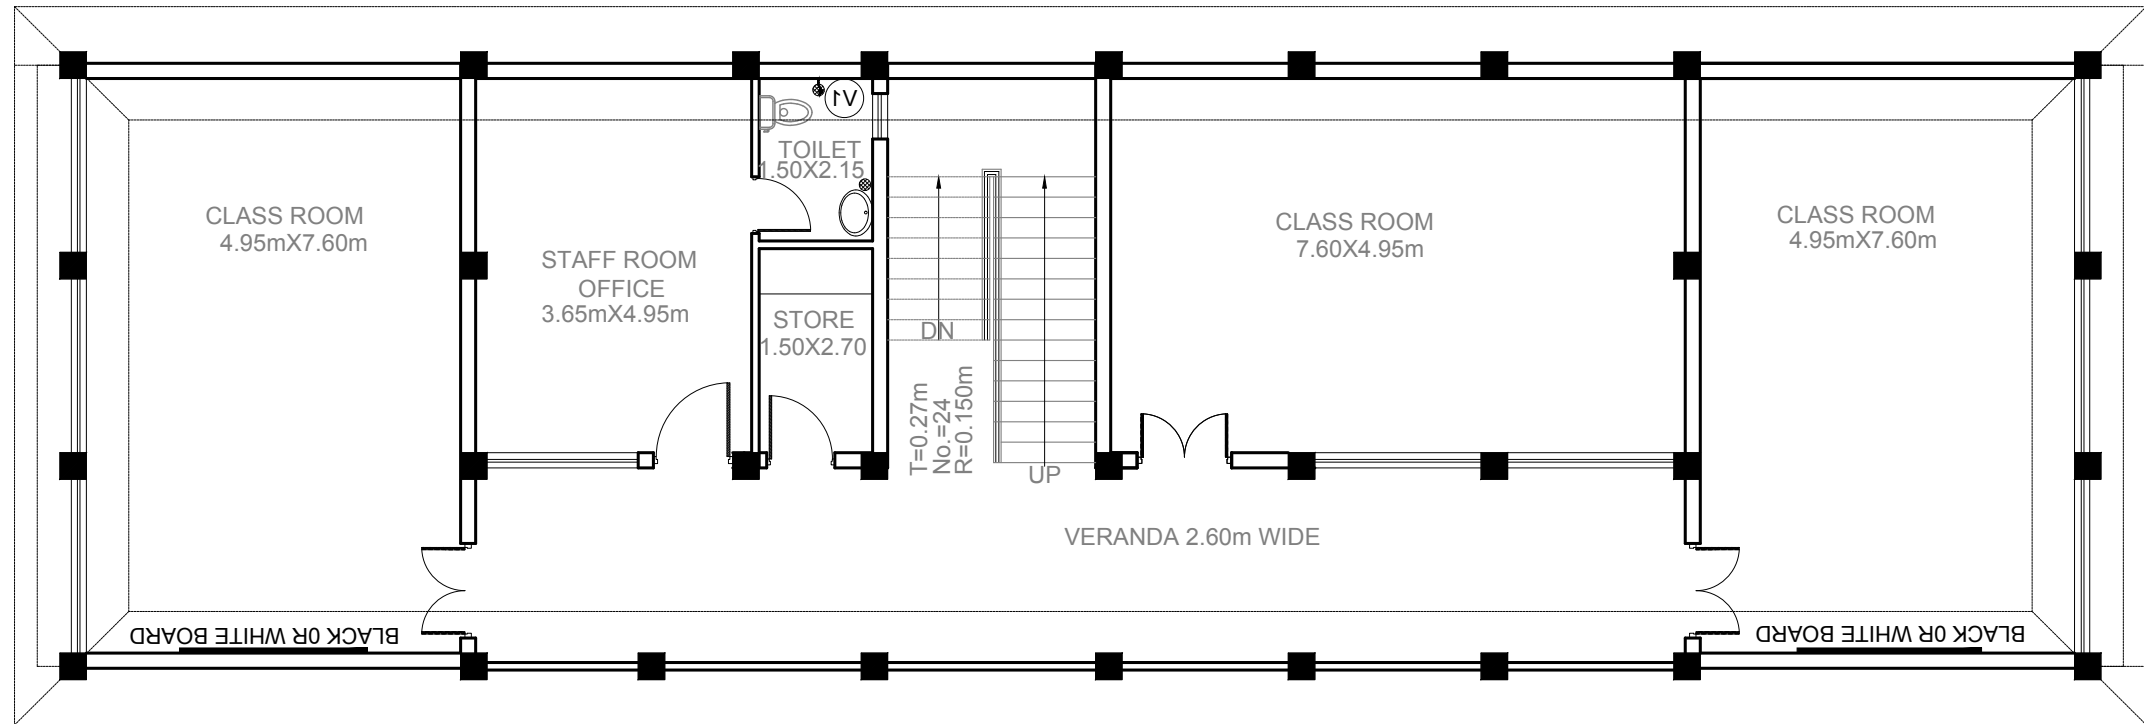 V1
TOILET
1.50X2.15
CLASS ROOM
4.95mX7.60m
STAFF ROOM
OFFICE
3.65mX4.95m
STORE
1.50X2.70
DN
T=0.27m
No.=24
R=0.150m
UP
CLASS ROOM
7.60X4.95m
CLASS ROOM
4.95mX7.60m
VERANDA 2.60m WIDE
BLACK 0R WHITE BOARD
BLACK 0R WHITE BOARD